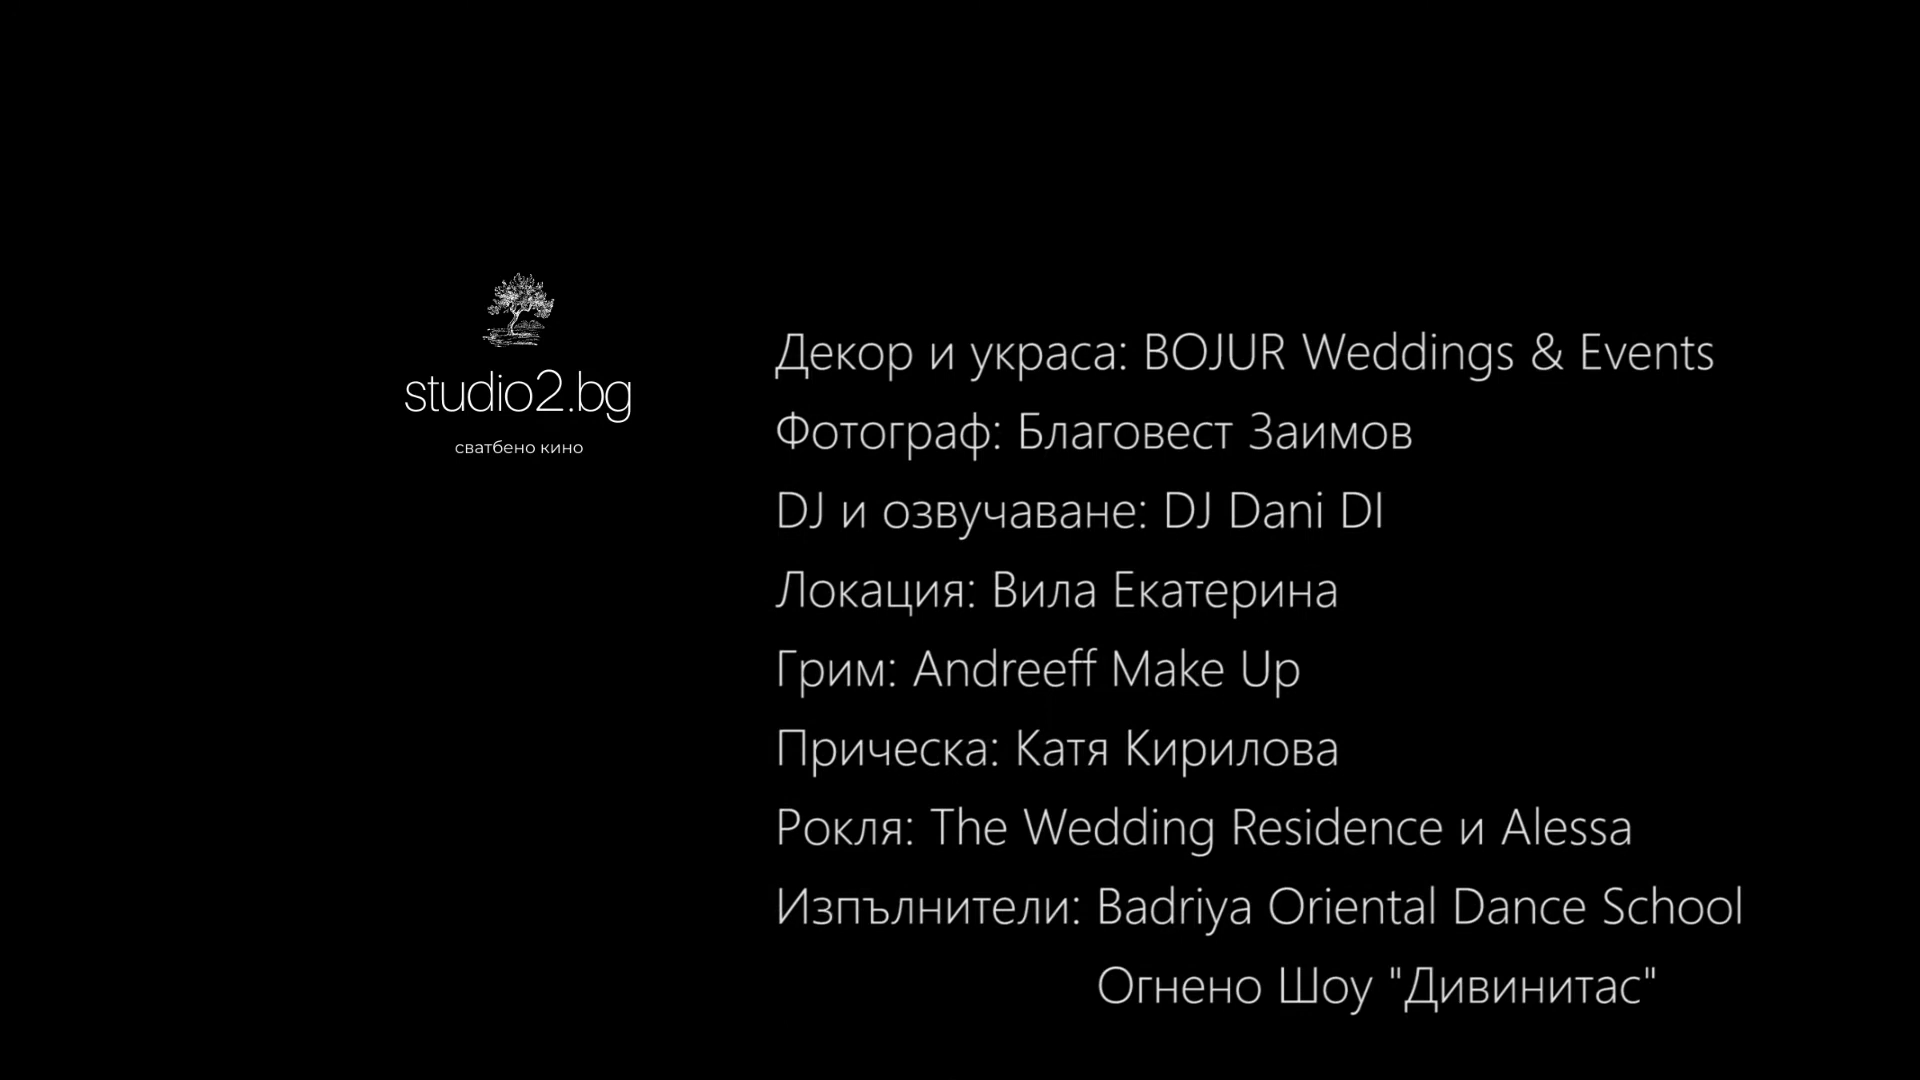 studio2.bg
сватбено кино
Декор и украса: BOJUR Weddings & Events
Фотограф: Благовест Заимов
DJ и озвучаване: DJ Dani DI
Локация: Вила Екатерина
Грим: Andreeff Make Up
Прическа: Катя Кирилова
Рокля: The Wedding Residence и Alessa
Изпълнители: Badriya Oriental Dance School
Огнено Шоу "Дивинитас"